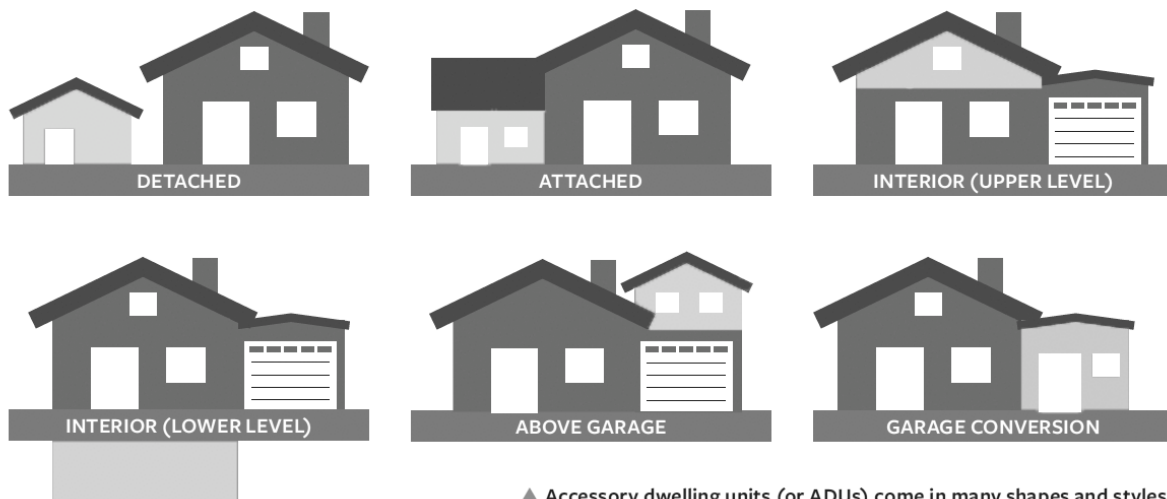 DETACHED
ATTACHED
INTERIOR (UPPER LEVEL)
INTERIOR (LOWER LEVEL)
ABOVE GARAGE
GARAGE CONVERSION
▲ Accessory dwelling units (or ADUs) come in many shapes and styles